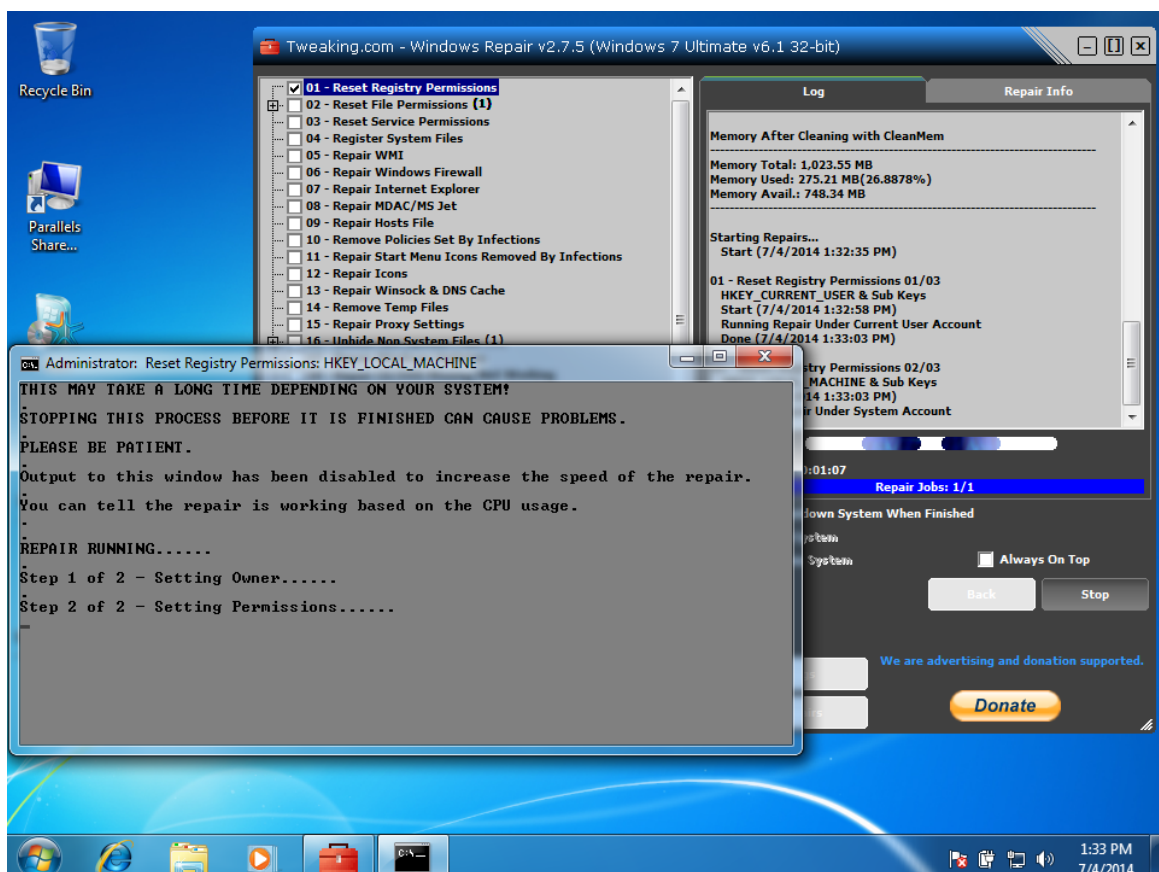 Recycle Bin
Parallels
Share...
Tweaking.com - Windows Repair v2.7.5 (Windows 7 Ultimate v6.1 32-bit)
01 - Reset Registry Permissions
02 - Reset File Permissions (1)
03 - Reset Service Permissions
04 - Register System Files
05 - Repair WMI
06 - Repair Windows Firewall
07 - Repair Internet Explorer
08 - Repair MDAC/MS Jet
09 - Repair Hosts File
10 - Remove Policies Set By Infections
11 - Repair Start Menu Icons Removed By Infections
12 - Repair Icons
13 - Repair Winsock & DNS Cache
14 - Remove Temp Files
15 - Repair Proxy Settings
16 - Unhide Non System Files (1)
Log
Repair Info
Memory After Cleaning with CleanMem
Memory Total: 1,023.55 MB
Memory Used: 275.21 MB(26.8878%)
Memory Avail.: 748.34 MB
Starting Repairs...
Start (7/4/2014 1:32:35 PM)
01 - Reset Registry Permissions 01/03
HKEY_CURRENT_USER & Sub Keys
Start (7/4/2014 1:32:58 PM)
Running Repair Under Current User Account
Done (7/4/2014 1:33:03 PM)
stry Permissions 02/03
_MACHINE & Sub Keys
14 1:33:03 PM)
ir Under System Account
:01:07
Repair Jobs: 1/1
down System When Finished
System
System
Always On Top
Back
Stop
We are advertising and donation supported.
Donate
Administrator: Reset Registry Permissions: HKEY_LOCAL_MACHINE
THIS MAY TAKE A LONG TIME DEPENDING ON YOUR SYSTEM!
.
STOPPING THIS PROCESS BEFORE IT IS FINISHED CAN CAUSE PROBLEMS.
.
PLEASE BE PATIENT.
.
Output to this window has been disabled to increase the speed of the repair.
.
You can tell the repair is working based on the CPU usage.
.
REPAIR RUNNING......
.
Step 1 of 2 - Setting Owner......
.
Step 2 of 2 - Setting Permissions......
C:\_
1:33 PM
7/4/2014